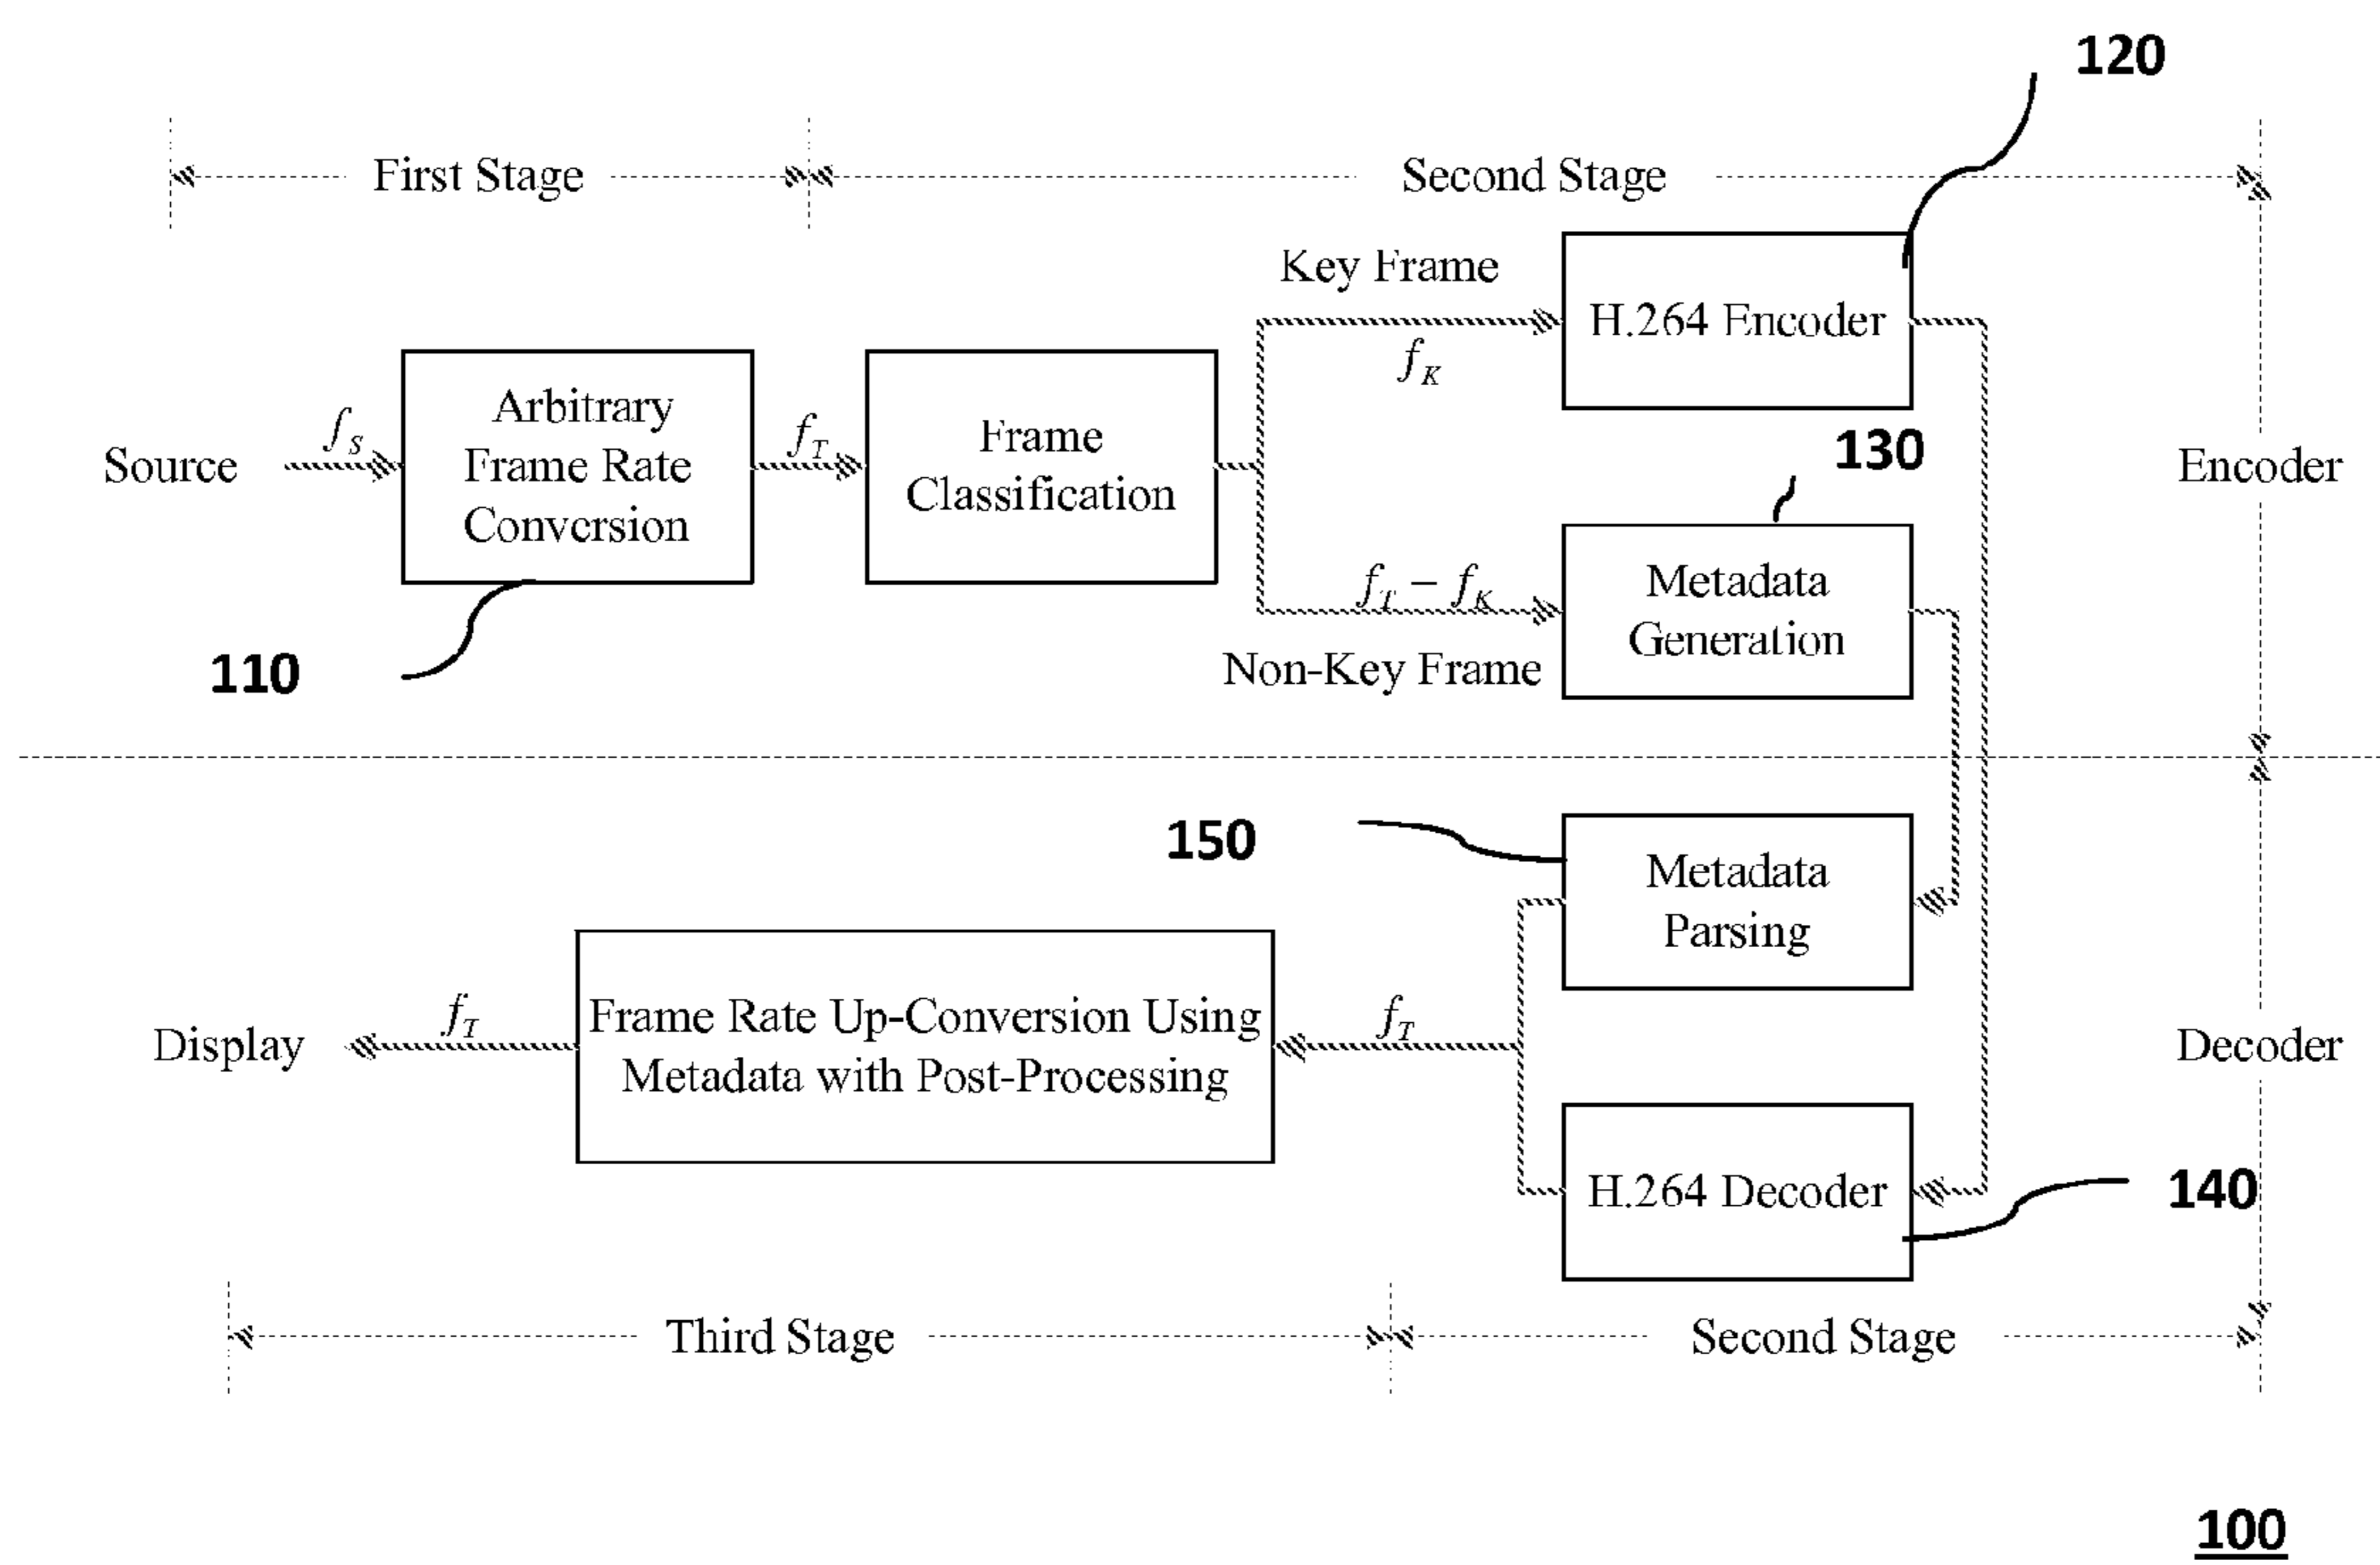 120
First Stage
Second Stage
Key Frame
H.264 Encoder
f_K
130
Source
f_S
Arbitrary
Frame Rate
Conversion
f_T
Frame
Classification
Encoder
f_T − f_K
Metadata
Generation
Non-Key Frame
110
150
Metadata
Parsing
Display
f_T
Frame Rate Up-Conversion Using
Metadata with Post-Processing
f_T
Decoder
H.264 Decoder
140
Third Stage
Second Stage
100